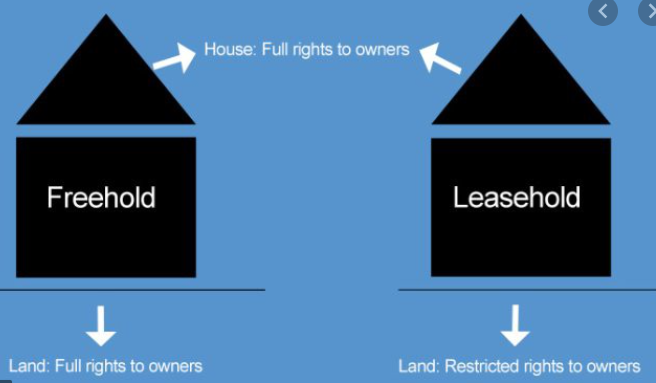 House: Full rights to owners
Freehold
Leasehold
Land: Full rights to owners
Land: Restricted rights to owners